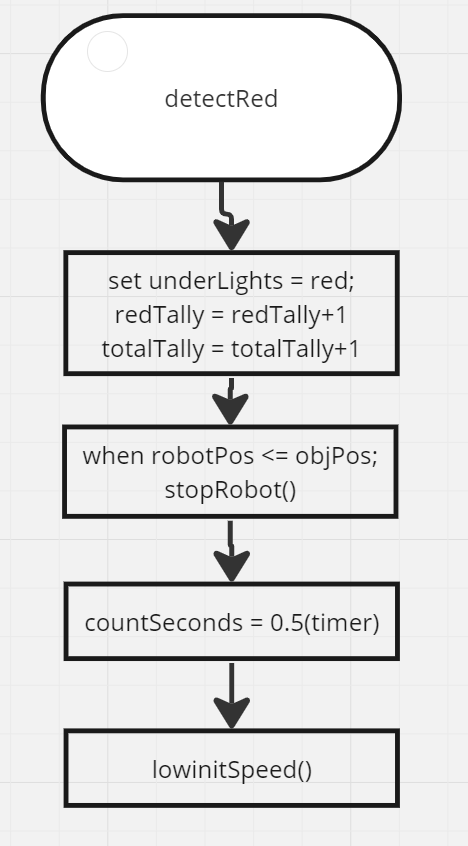 detectRed
set underLights = red;
redTally = redTally+1
totalTally = totalTally+1
when robotPos <= objPos;
stopRobot()
countSeconds = 0.5(timer)
lowinitSpeed()